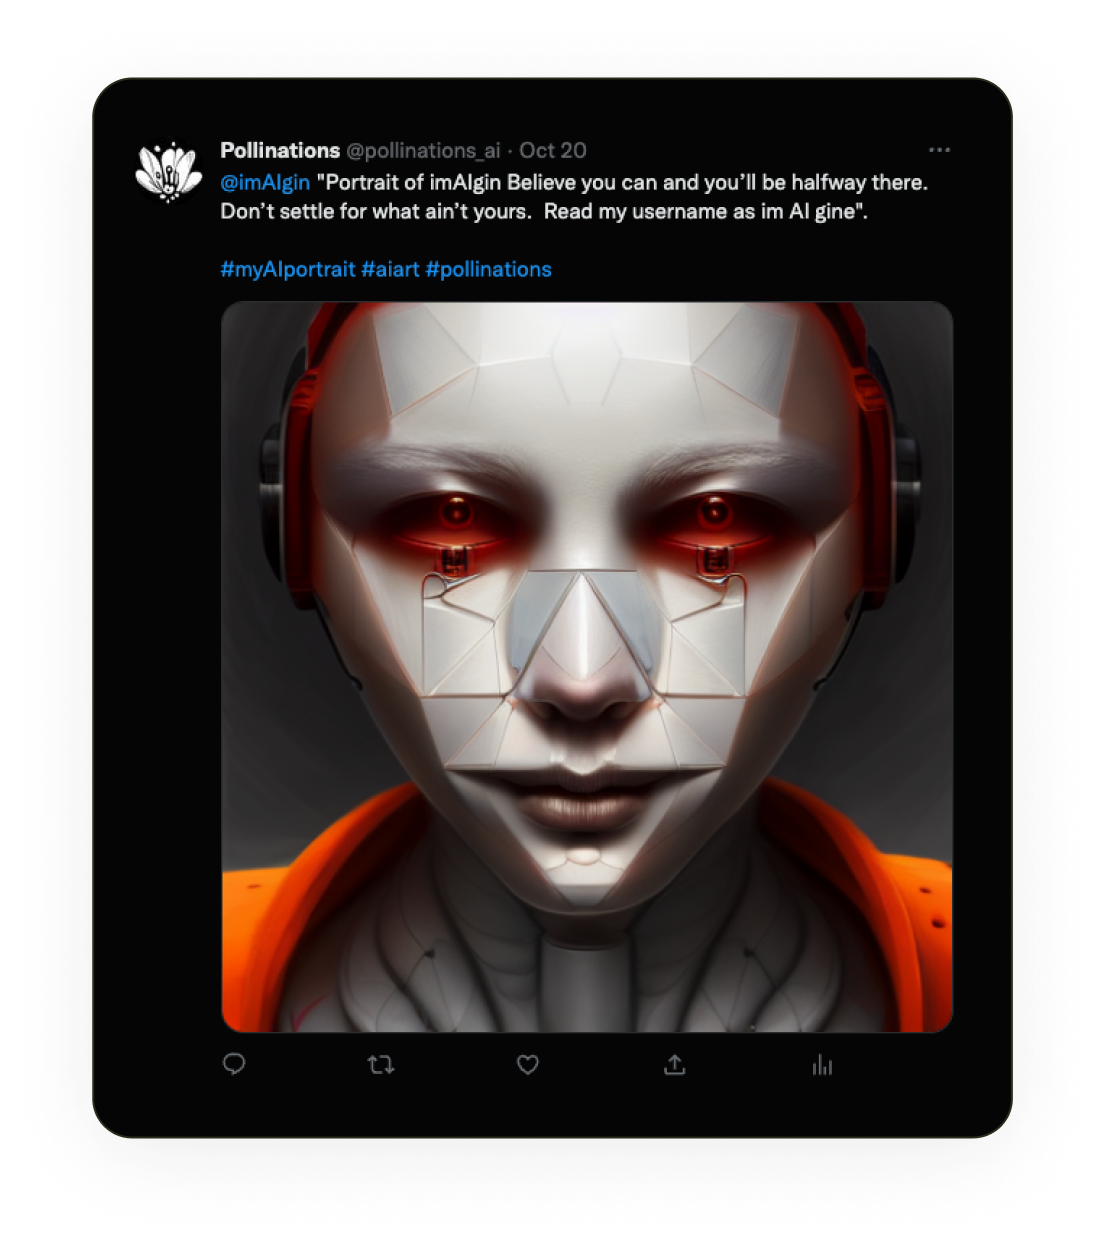 Pollinations @pollinations_ai · Oct 20
@imAIgin "Portrait of imAIgin Believe you can and you’ll be halfway there.
Don’t settle for what ain’t yours.  Read my username as im AI gine".
#myAIportrait #aiart #pollinations